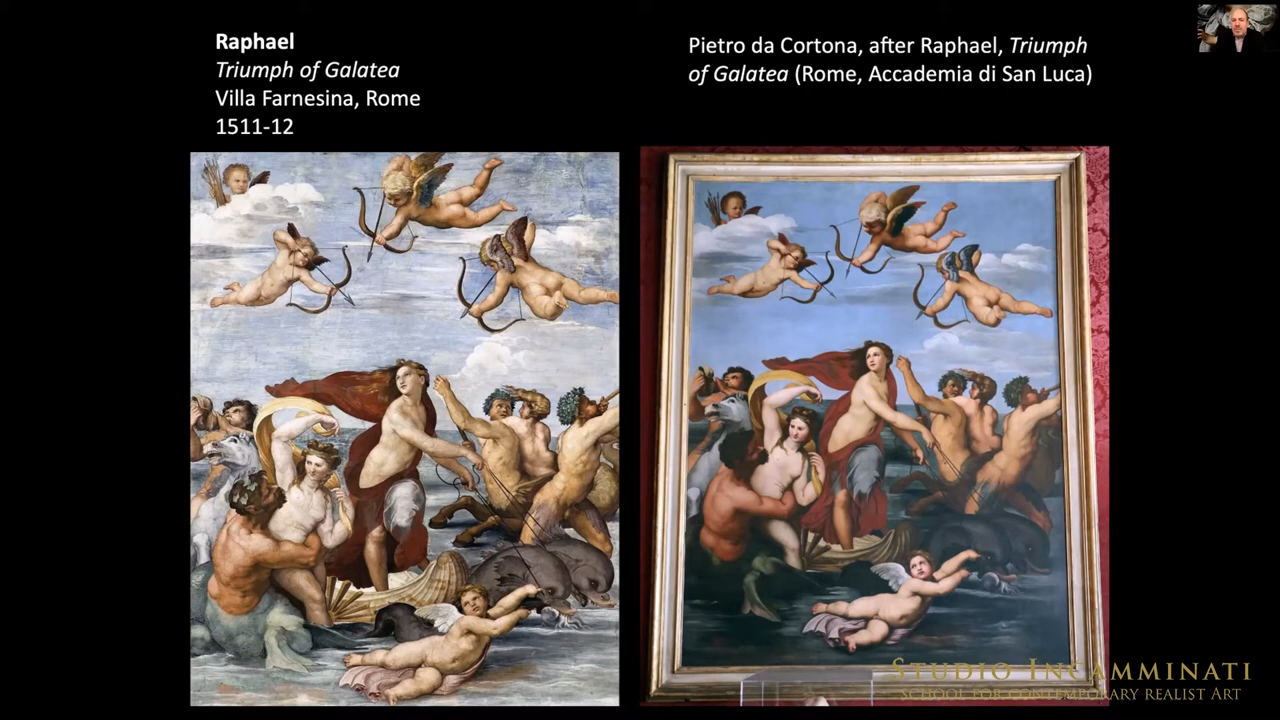 Raphael
Triumph of Galatea
Villa Farnesina, Rome
1511-12
Pietro da Cortona, after Raphael, Triumph
of Galatea (Rome, Accademia di San Luca)
STUDIO INCAMMINATI
SCHOOL FOR CONTEMPORARY REALIST ART